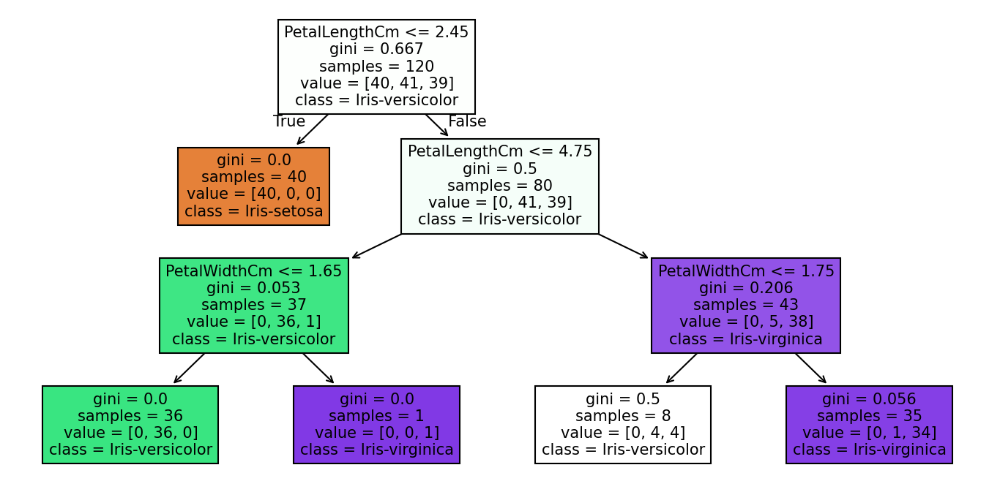 PetalLengthCm <= 2.45
gini = 0.667
samples = 120
value = [40, 41, 39]
class = Iris-versicolor
True
False
gini = 0.0
samples = 40
value = [40, 0, 0]
class = Iris-setosa
PetalLengthCm <= 4.75
gini = 0.5
samples = 80
value = [0, 41, 39]
class = Iris-versicolor
PetalWidthCm <= 1.65
gini = 0.053
samples = 37
value = [0, 36, 1]
class = Iris-versicolor
PetalWidthCm <= 1.75
gini = 0.206
samples = 43
value = [0, 5, 38]
class = Iris-virginica
gini = 0.0
samples = 36
value = [0, 36, 0]
class = Iris-versicolor
gini = 0.0
samples = 1
value = [0, 0, 1]
class = Iris-virginica
gini = 0.5
samples = 8
value = [0, 4, 4]
class = Iris-versicolor
gini = 0.056
samples = 35
value = [0, 1, 34]
class = Iris-virginica